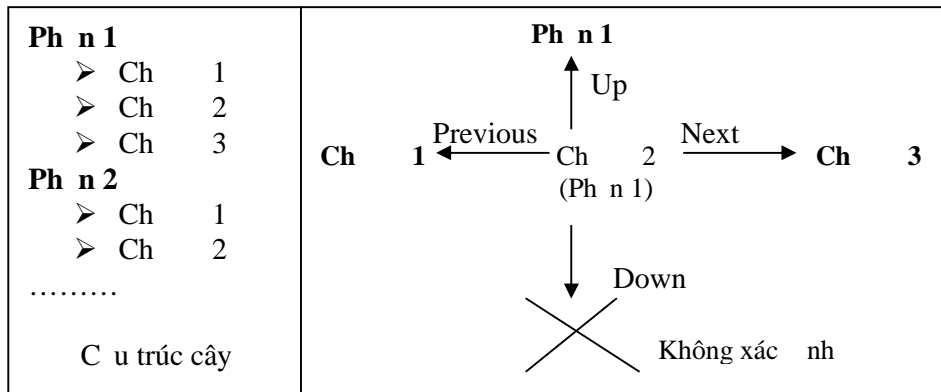 Ph n 1
➤ Ch 1
➤ Ch 2
➤ Ch 3
Ph n 2
➤ Ch 1
➤ Ch 2
………
C u trúc cây
Ph n 1
Up
Previous
Next
Ch 1
Ch 2
Ch 3
(Ph n 1)
Down
Không xác nh